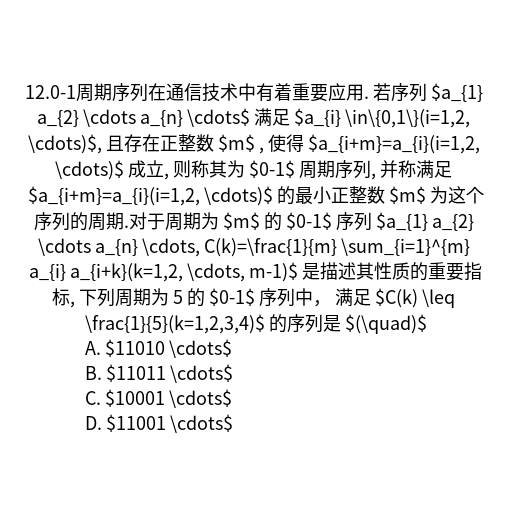 12.0-1周期序列在通信技术中有着重要应用. 若序列 $a_{1}
a_{2} \cdots a_{n} \cdots$ 满足 $a_{i} \in\{0,1\}(i=1,2,
\cdots)$, 且存在正整数 $m$ , 使得 $a_{i+m}=a_{i}(i=1,2,
\cdots)$ 成立, 则称其为 $0-1$ 周期序列, 并称满足
$a_{i+m}=a_{i}(i=1,2, \cdots)$ 的最小正整数 $m$ 为这个
序列的周期.对于周期为 $m$ 的 $0-1$ 序列 $a_{1} a_{2}
\cdots a_{n} \cdots, C(k)=\frac{1}{m} \sum_{i=1}^{m}
a_{i} a_{i+k}(k=1,2, \cdots, m-1)$ 是描述其性质的重要指
标, 下列周期为 5 的 $0-1$ 序列中， 满足 $C(k) \leq
\frac{1}{5}(k=1,2,3,4)$ 的序列是 $(\quad)$
A. $11010 \cdots$
B. $11011 \cdots$
C. $10001 \cdots$
D. $11001 \cdots$